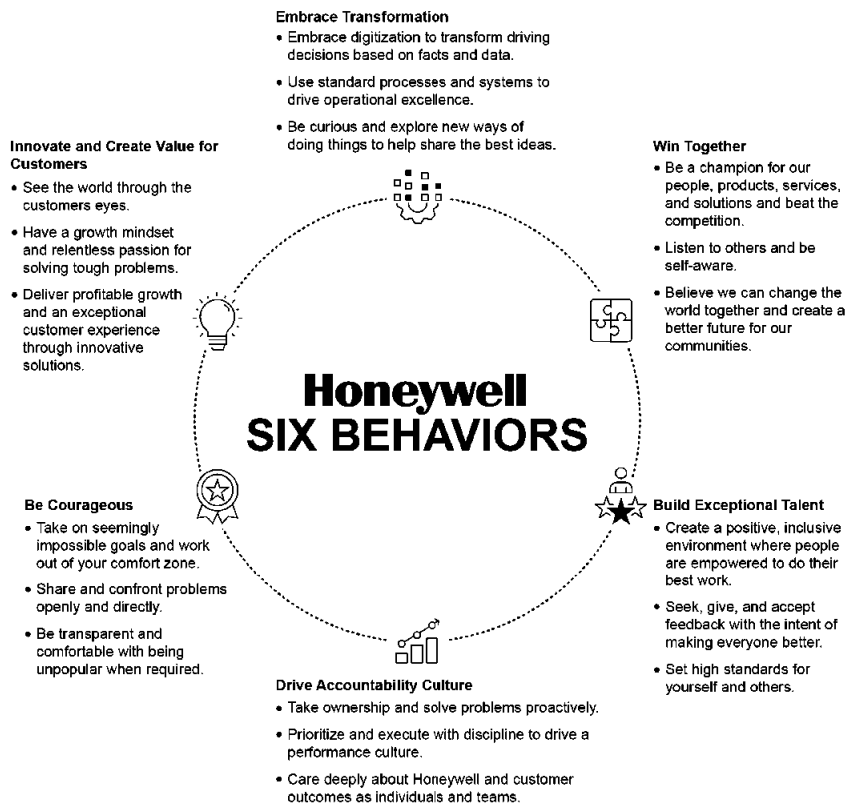 Embrace Transformation
• Embrace digitization to transform driving
decisions based on facts and data.
• Use standard processes and systems to
drive operational excellence.
• Be curious and explore new ways of
doing things to help share the best ideas.
Win Together
• Be a champion for our
people, products, services,
and solutions and beat the
competition.
• Listen to others and be
self-aware.
• Believe we can change the
world together and create a
better future for our
communities.
Build Exceptional Talent
• Create a positive, inclusive
environment where people
are empowered to do their
best work.
• Seek, give, and accept
feedback with the intent of
making everyone better.
• Set high standards for
yourself and others.
Drive Accountability Culture
• Take ownership and solve problems proactively.
• Prioritize and execute with discipline to drive a
performance culture.
• Care deeply about Honeywell and customer
outcomes as individuals and teams.
Be Courageous
• Take on seemingly
impossible goals and work
out of your comfort zone.
• Share and confront problems
openly and directly.
• Be transparent and
comfortable with being
unpopular when required.
Innovate and Create Value for
Customers
• See the world through the
customers eyes.
• Have a growth mindset
and relentless passion for
solving tough problems.
• Deliver profitable growth
and an exceptional
customer experience
through innovative
solutions.
Honeywell
SIX BEHAVIORS